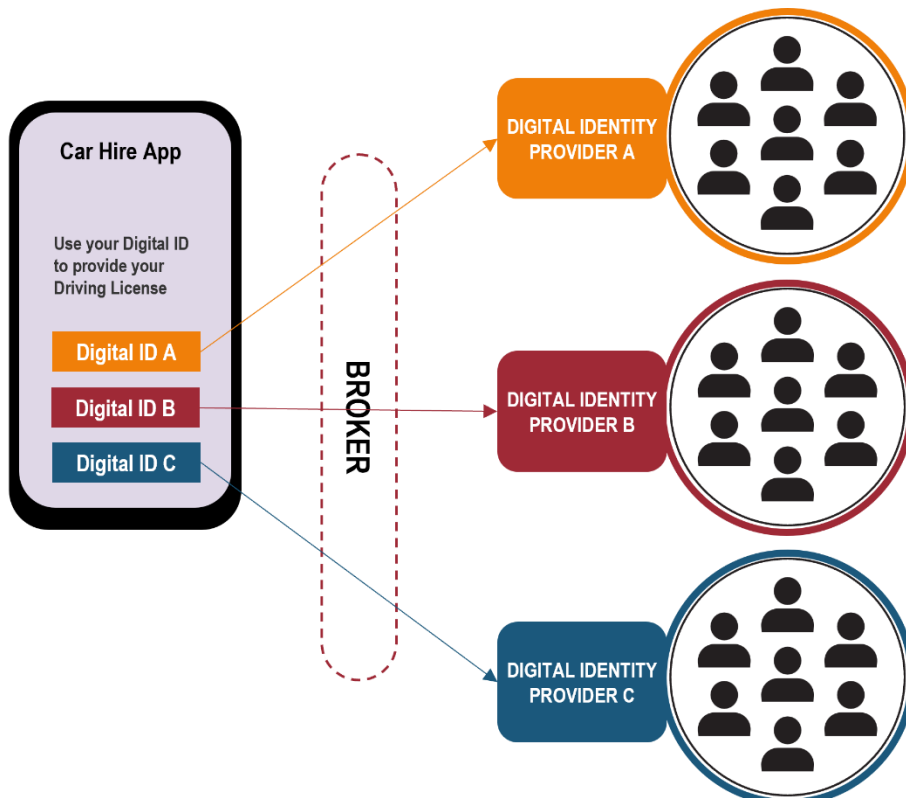 Car Hire App
Use your Digital ID
to provide your
Driving License
Digital ID A
Digital ID B
Digital ID C
BROKER
DIGITAL IDENTITY
PROVIDER A
DIGITAL IDENTITY
PROVIDER B
DIGITAL IDENTITY
PROVIDER C